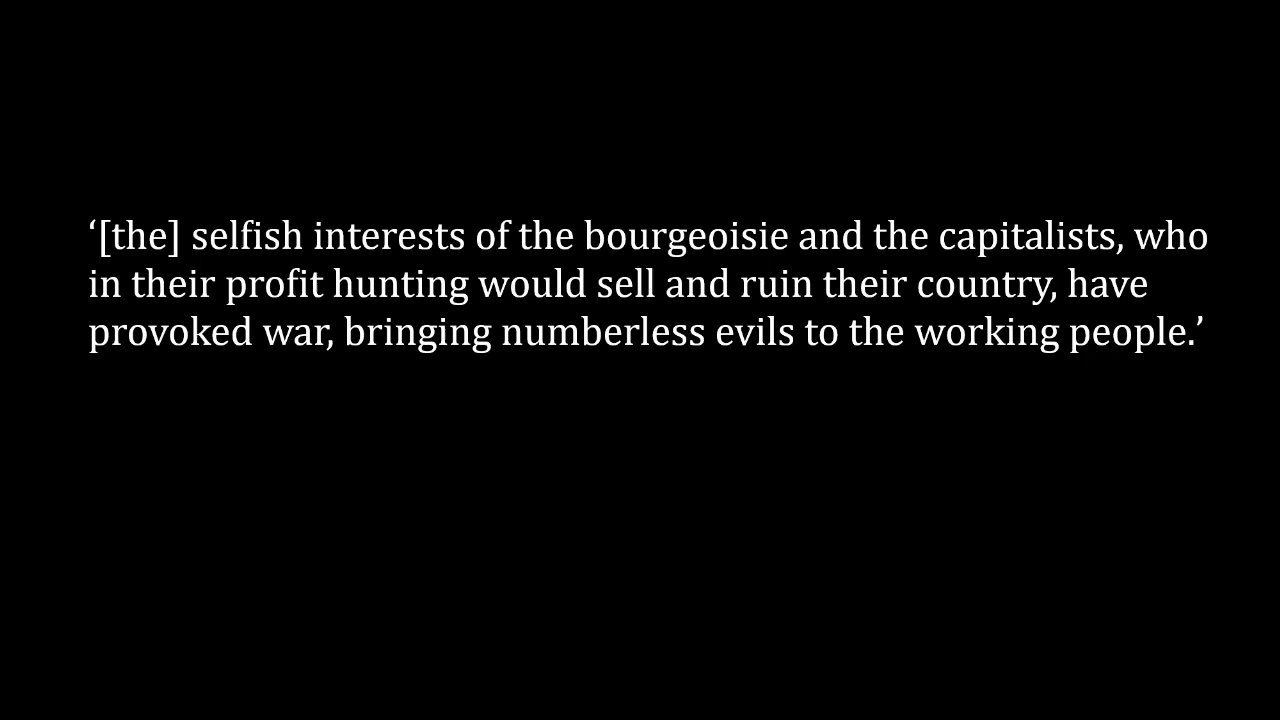 ‘[the] selfish interests of the bourgeoisie and the capitalists, who
in their profit hunting would sell and ruin their country, have
provoked war, bringing numberless evils to the working people.’